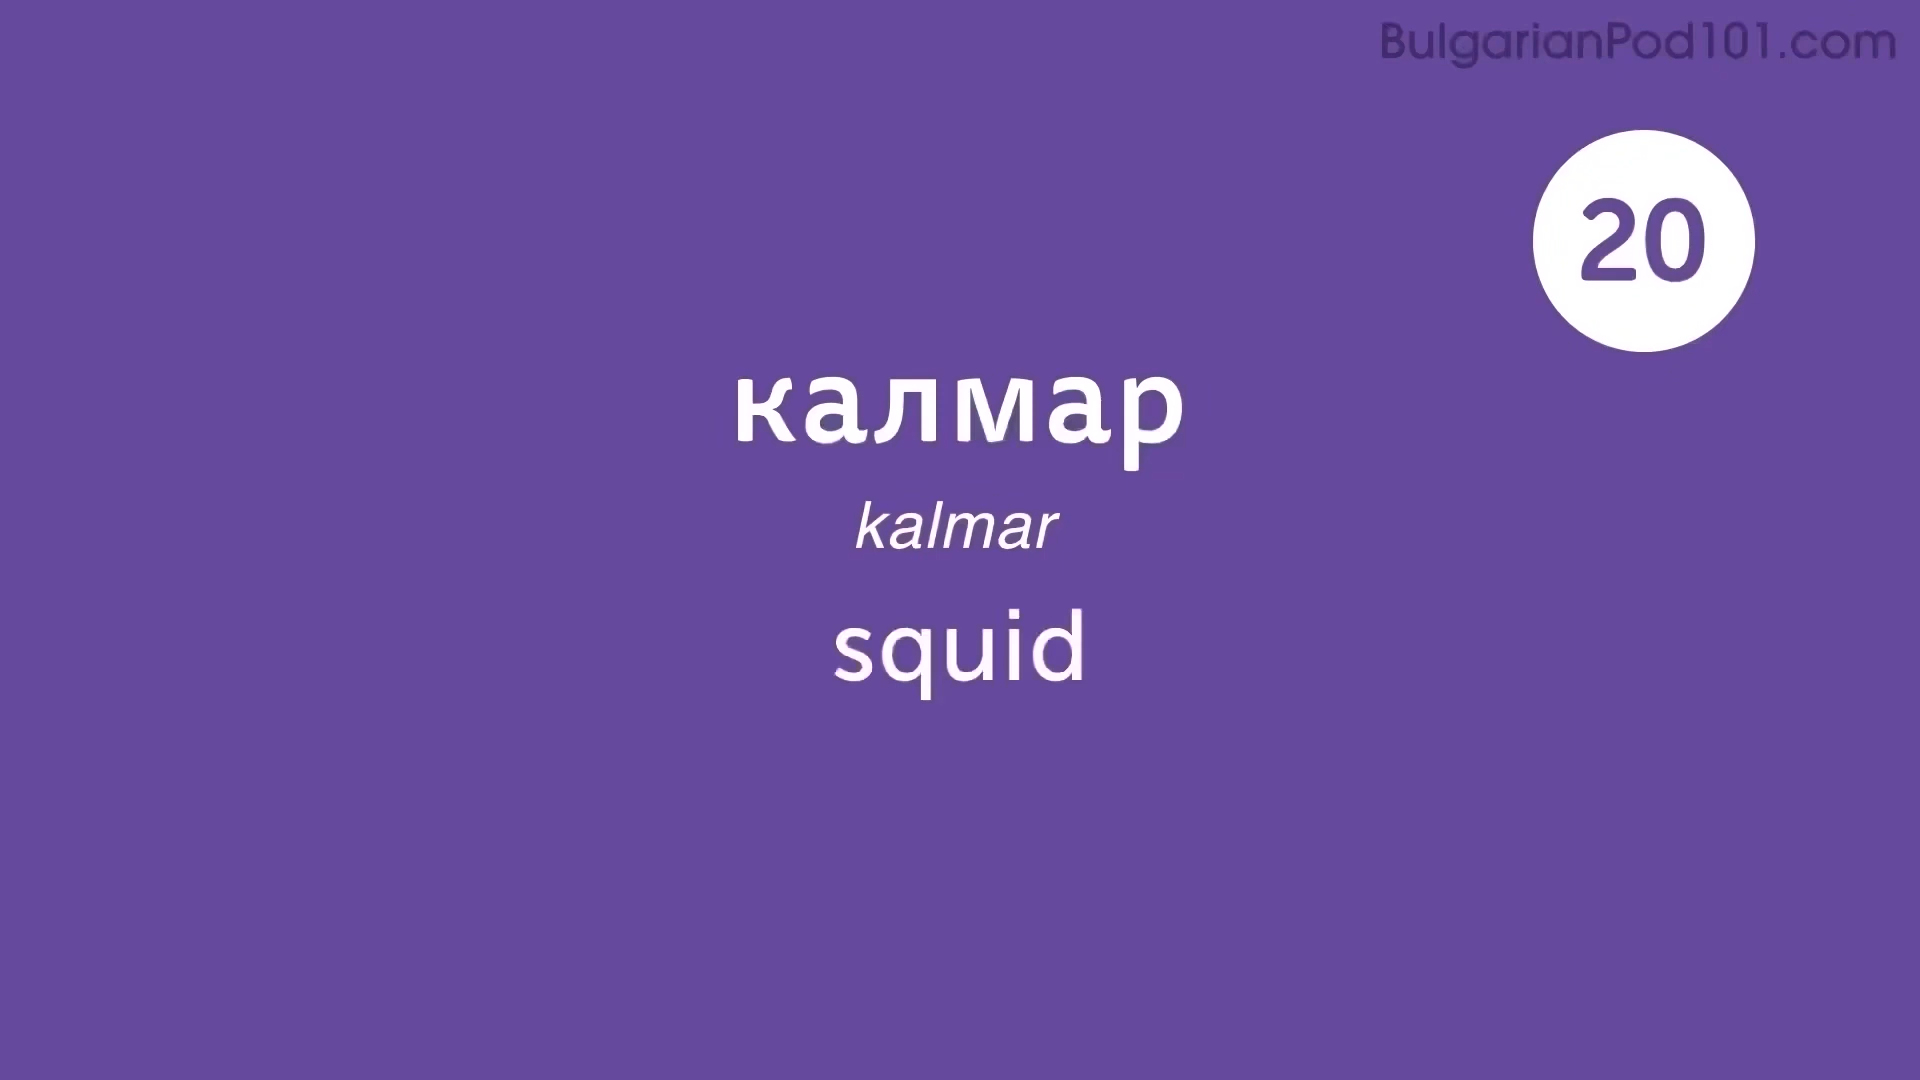 BulgarianPod101.com
20
калмар
kalmar
squid